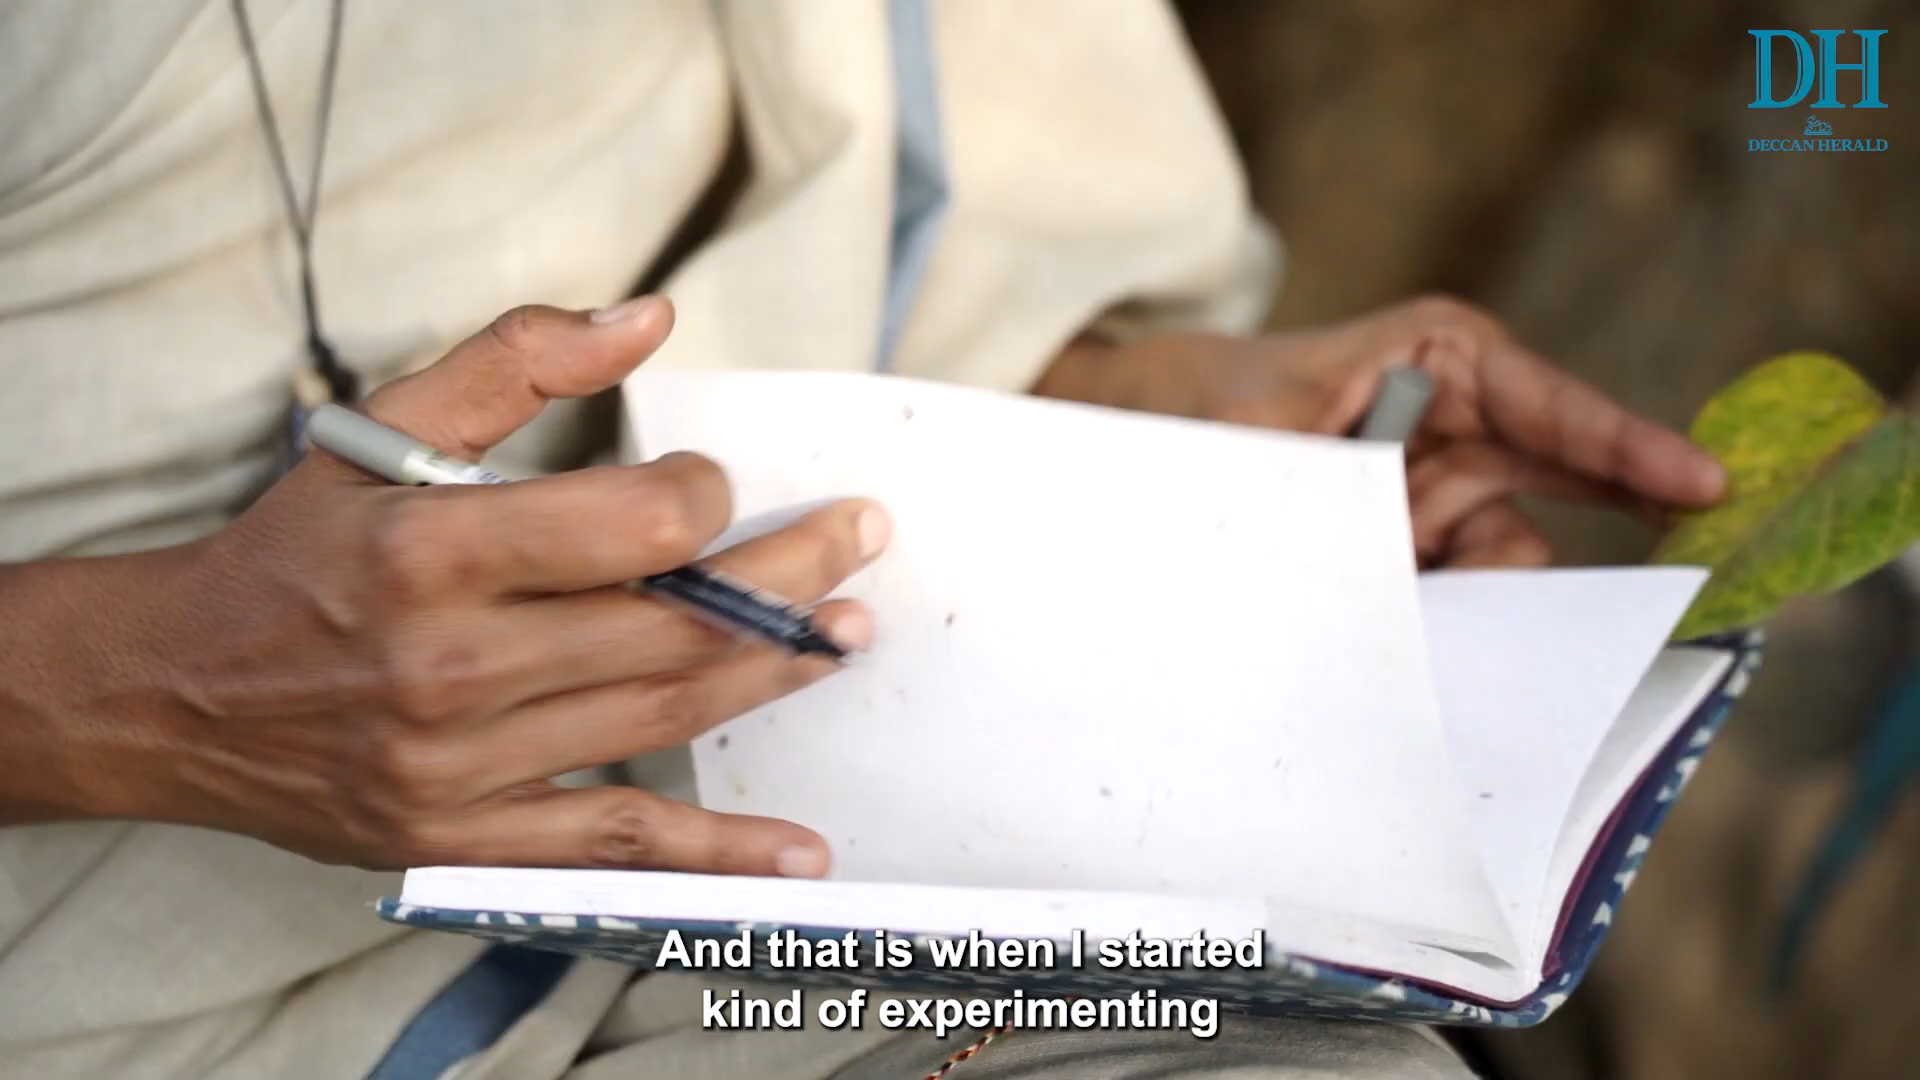 DH
DECCAN HERALD
And that is when I started
kind of experimenting